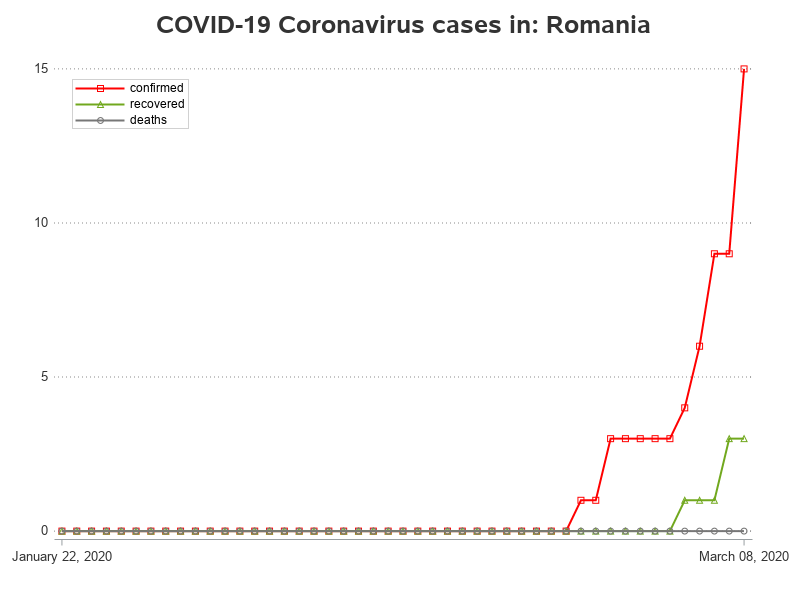 COVID-19 Coronavirus cases in: Romania
15
confirmed
recovered
deaths
10
5
0
January 22, 2020
March 08, 2020